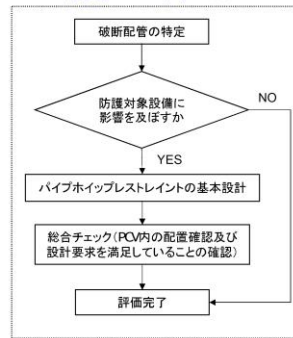 破断配管の特定
防護対象設備に
影響を及ぼすか
NO
YES
パイプホイップレストレイントの基本設計
総合チェック(PCV内の配置確認及び
設計要求を満足していることの確認)
評価完了